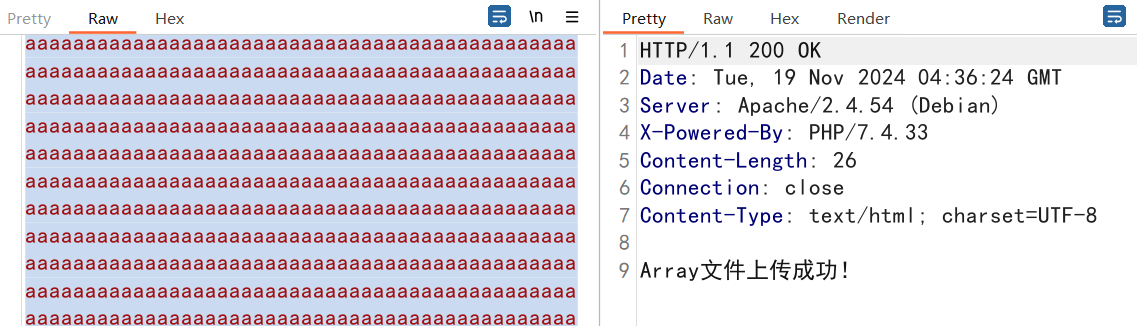 Pretty Raw Hex \n
aaaaaaaaaaaaaaaaaaaaaaaaaaaaaaaaaaaaaaaaaaaaaa
aaaaaaaaaaaaaaaaaaaaaaaaaaaaaaaaaaaaaaaaaaaaaa
aaaaaaaaaaaaaaaaaaaaaaaaaaaaaaaaaaaaaaaaaaaaaa
aaaaaaaaaaaaaaaaaaaaaaaaaaaaaaaaaaaaaaaaaaaaaa
aaaaaaaaaaaaaaaaaaaaaaaaaaaaaaaaaaaaaaaaaaaaaa
aaaaaaaaaaaaaaaaaaaaaaaaaaaaaaaaaaaaaaaaaaaaaa
aaaaaaaaaaaaaaaaaaaaaaaaaaaaaaaaaaaaaaaaaaaaaa
aaaaaaaaaaaaaaaaaaaaaaaaaaaaaaaaaaaaaaaaaaaaaa
aaaaaaaaaaaaaaaaaaaaaaaaaaaaaaaaaaaaaaaaaaaaaa
aaaaaaaaaaaaaaaaaaaaaaaaaaaaaaaaaaaaaaaaaaaaaa
aaaaaaaaaaaaaaaaaaaaaaaaaaaaaaaaaaaaaaaaaaaaaa
Pretty Raw Hex Render
1 HTTP/1.1 200 OK
2 Date: Tue, 19 Nov 2024 04:36:24 GMT
3 Server: Apache/2.4.54 (Debian)
4 X-Powered-By: PHP/7.4.33
5 Content-Length: 26
6 Connection: close
7 Content-Type: text/html; charset=UTF-8
8
9 Array文件上传成功!